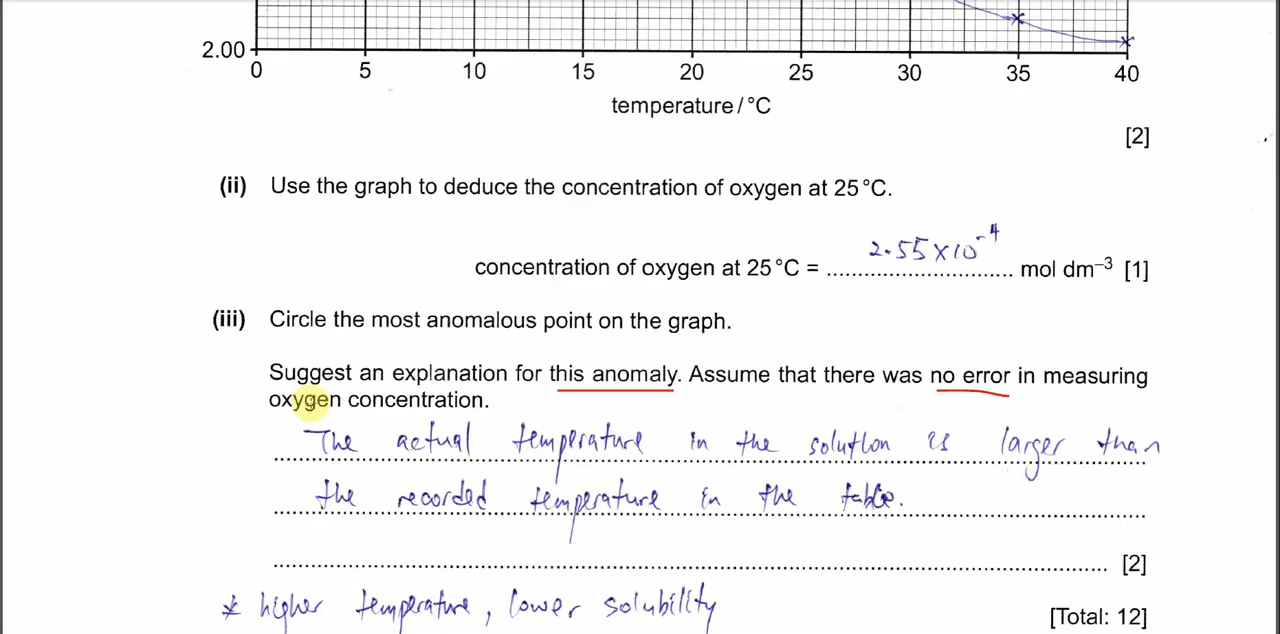 2.00
0 5 10 15 20 25 30 35 40
temperature / °C
[2]
(ii) Use the graph to deduce the concentration of oxygen at 25 °C.
2.55×10⁻⁴
concentration of oxygen at 25 °C = .............................. mol dm⁻³ [1]
(iii) Circle the most anomalous point on the graph.
Suggest an explanation for this anomaly. Assume that there was no error in measuring
oxygen concentration.
The actual temperature in the solution is larger than
the recorded temperature in the table.
[2]
* higher temperature, lower solubility
[Total: 12]